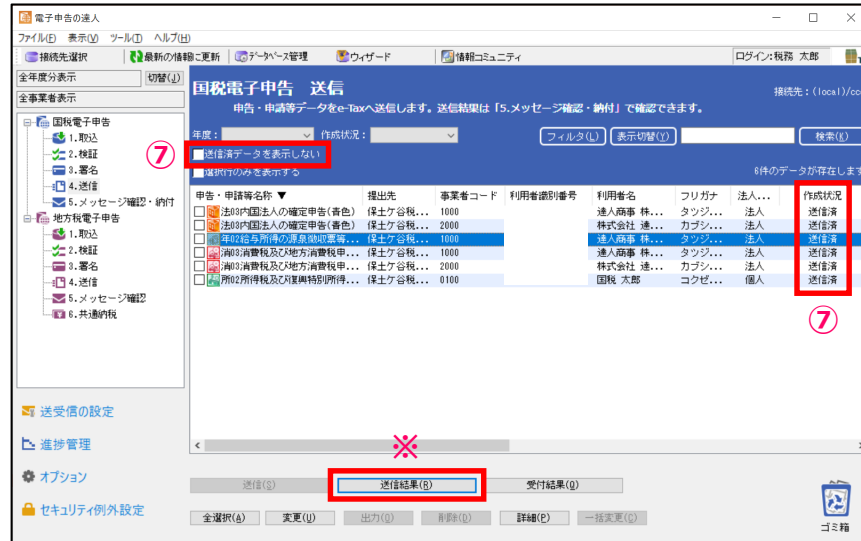 電子申告の達人
ファイル(F) 表示(V) ツール(T) ヘルプ(H)
接続先選択 最新の情報に更新 データベース管理 ウィザード 情報コミュニティ ログイン:税務 太郎
全年度分表示 切替(J)
全事業者表示
国税電子申告
1.取込
2.検証
3.署名
4.送信
5.メッセージ確認・納付
地方税電子申告
1.取込
2.検証
3.署名
4.送信
5.メッセージ確認
6.共通納税
送受信の設定
進捗管理
オプション
セキュリティ例外設定
国税電子申告 送信
接続先:(local)/cc
申告・申請等データをe-Taxへ送信します。送信結果は「5.メッセージ確認・納付」で確認できます。
年度: 作成状況: フィルタ(L) 表示切替(Y) 検索(K)
⑦ 送信済データを表示しない
選択行のみを表示する 6件のデータが存在します
申告・申請等名称 ▼ 提出先 事業者コード 利用者識別番号 利用者名 フリガナ 法人... 作成状況
法03内国法人の確定申告(青色) 保土ケ谷税... 1000 達人商事 株... タツジ... 法人 送信済
法03内国法人の確定申告(青色) 保土ケ谷税... 2000 株式会社 達... カブシ... 法人 送信済
年02給与所得の源泉徴収票等... 保土ケ谷税... 1000 達人商事 株... タツジ... 法人 送信済
消03消費税及び地方消費税申... 保土ケ谷税... 1000 達人商事 株... タツジ... 法人 送信済
消03消費税及び地方消費税申... 保土ケ谷税... 2000 株式会社 達... カブシ... 法人 送信済
所02所得税及び復興特別所得... 保土ケ谷税... 0100 国税 太郎 コクゼ... 個人 送信済
⑦
※
送信(S) 送信結果(R) 受付結果(Q)
全選択(A) 変更(U) 出力(O) 削除(D) 詳細(P) 一括変更(C)
ゴミ箱